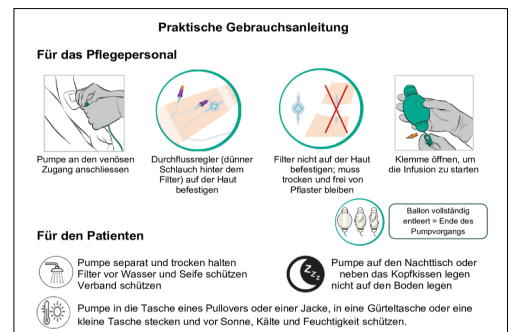 Praktische Gebrauchsanleitung
Für das Pflegepersonal
Pumpe an den venösen
Zugang anschliessen
Durchflussregler (dünner
Schlauch hinter dem
Filter) auf der Haut
befestigen
Filter nicht auf der Haut
befestigen; muss
trocken und frei von
Pflaster bleiben
Klemme öffnen, um
die Infusion zu starten
Ballon vollständig
entleert = Ende des
Pumpvorgangs
Für den Patienten
Pumpe separat und trocken halten
Filter vor Wasser und Seife schützen
Verband schützen
Zzz
Pumpe auf den Nachttisch oder
neben das Kopfkissen legen
nicht auf den Boden legen
Pumpe in die Tasche eines Pullovers oder einer Jacke, in eine Gürteltasche oder eine
kleine Tasche stecken und vor Sonne, Kälte und Feuchtigkeit schützen.